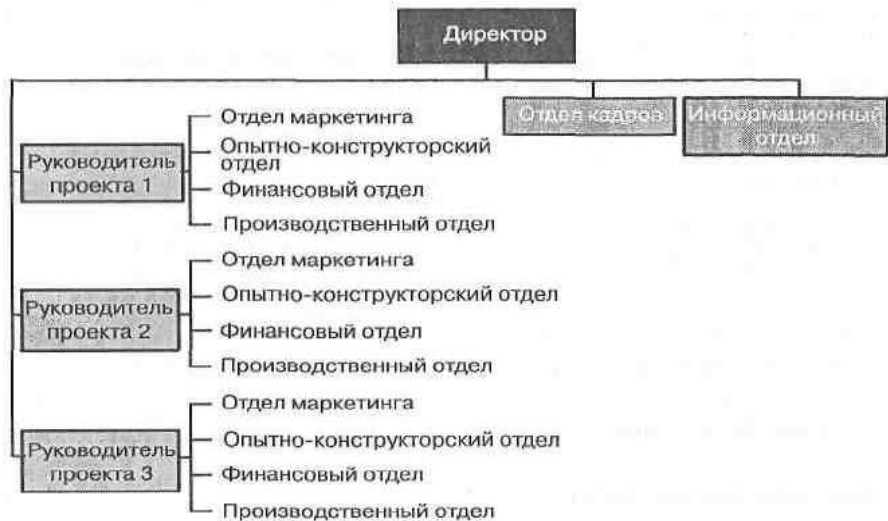 Директор
Отдел кадров
Информационный
отдел
Руководитель
проекта 1
Отдел маркетинга
Опытно-конструкторский
отдел
Финансовый отдел
Производственный отдел
Руководитель
проекта 2
Отдел маркетинга
Опытно-конструкторский отдел
Финансовый отдел
Производственный отдел
Руководитель
проекта 3
Отдел маркетинга
Опытно-конструкторский отдел
Финансовый отдел
Производственный отдел